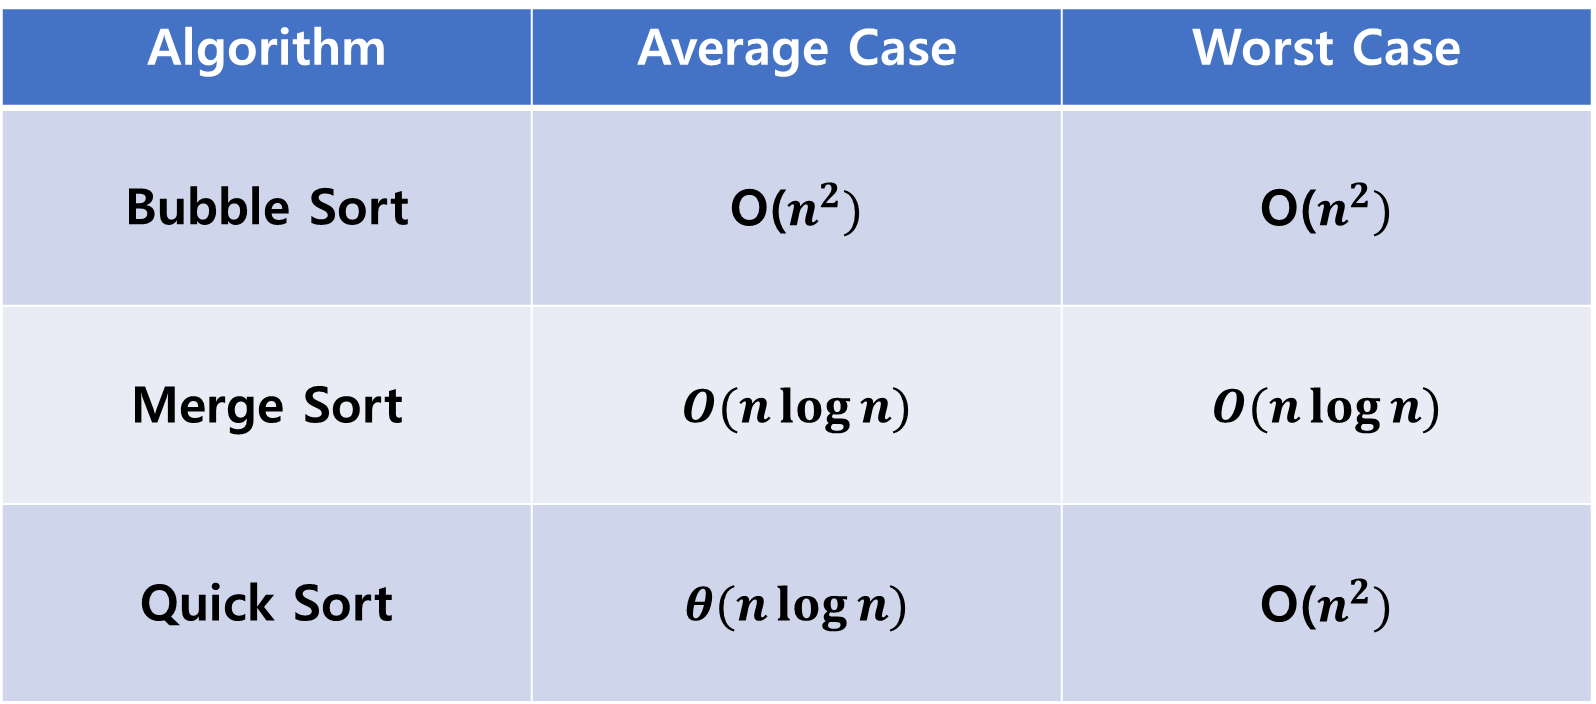 Algorithm Average Case Worst Case
Bubble Sort O(n²) O(n²)
Merge Sort O(n log n) O(n log n)
Quick Sort θ(n log n) O(n²)